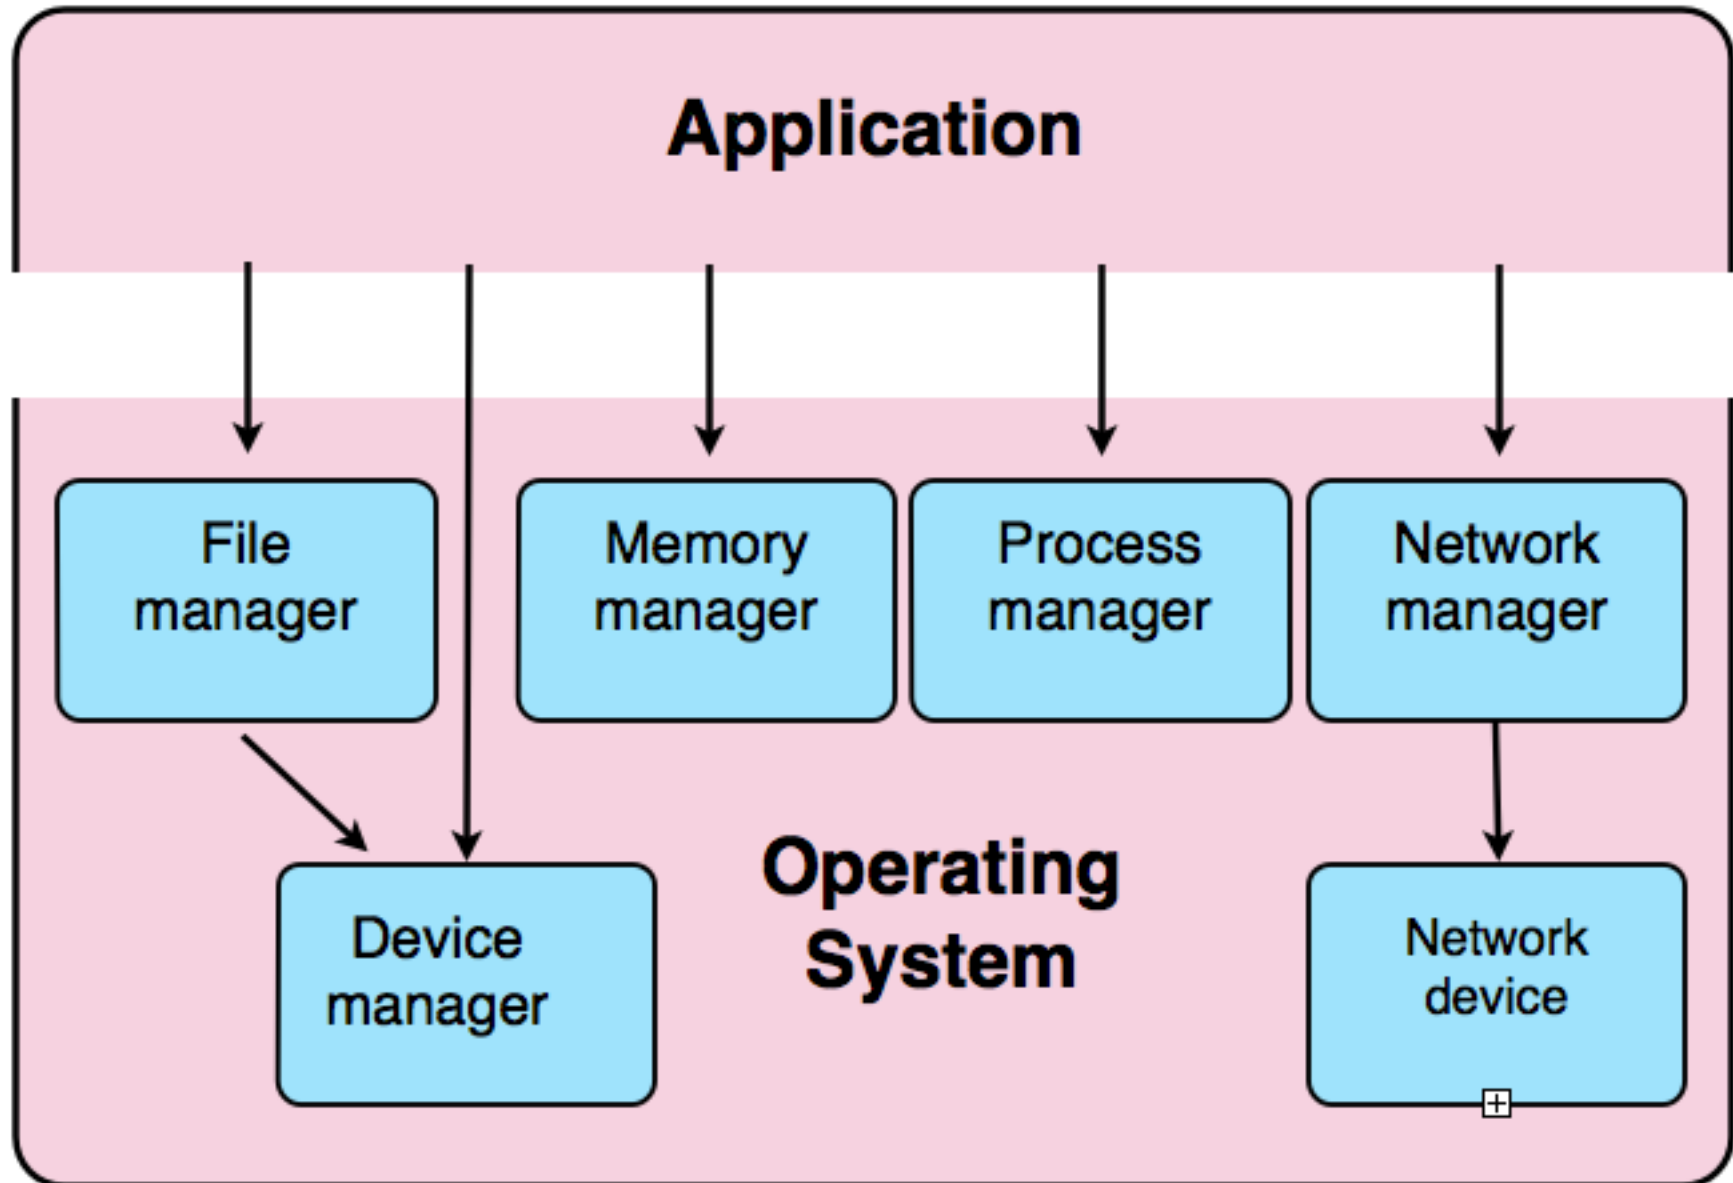 Application
File
manager
Memory
manager
Process
manager
Network
manager
Operating
System
Device
manager
Network
device